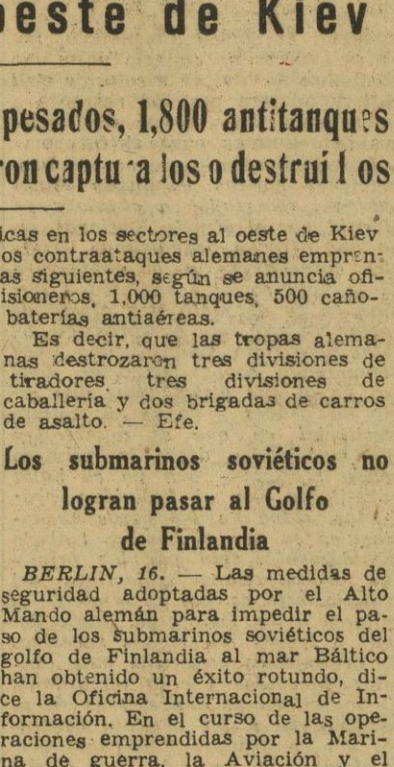 oeste de Kiev
pesados, 1,800 antitanques
ron capturados o destruídos
icas en los sectores al oeste de Kiev
os contraataques alemanes empren-
as siguientes, según se anuncia ofi-
isioneros, 1,000 tanques, 500 caño-
baterías antiaéreas.
Es decir, que las tropas alema-
nas destrozaron tres divisiones de
tiradores, tres divisiones de
caballería y dos brigadas de carros
de asalto. — Efe.
Los submarinos soviéticos no
logran pasar al Golfo
de Finlandia
BERLIN, 16. — Las medidas de
seguridad adoptadas por el Alto
Mando alemán para impedir el pa-
so de los submarinos soviéticos del
golfo de Finlandia al mar Báltico
han obtenido un éxito rotundo, di-
ce la Oficina Internacional de In-
formación. En el curso de las ope-
raciones emprendidas por la Mari-
na de guerra, la Aviación y el